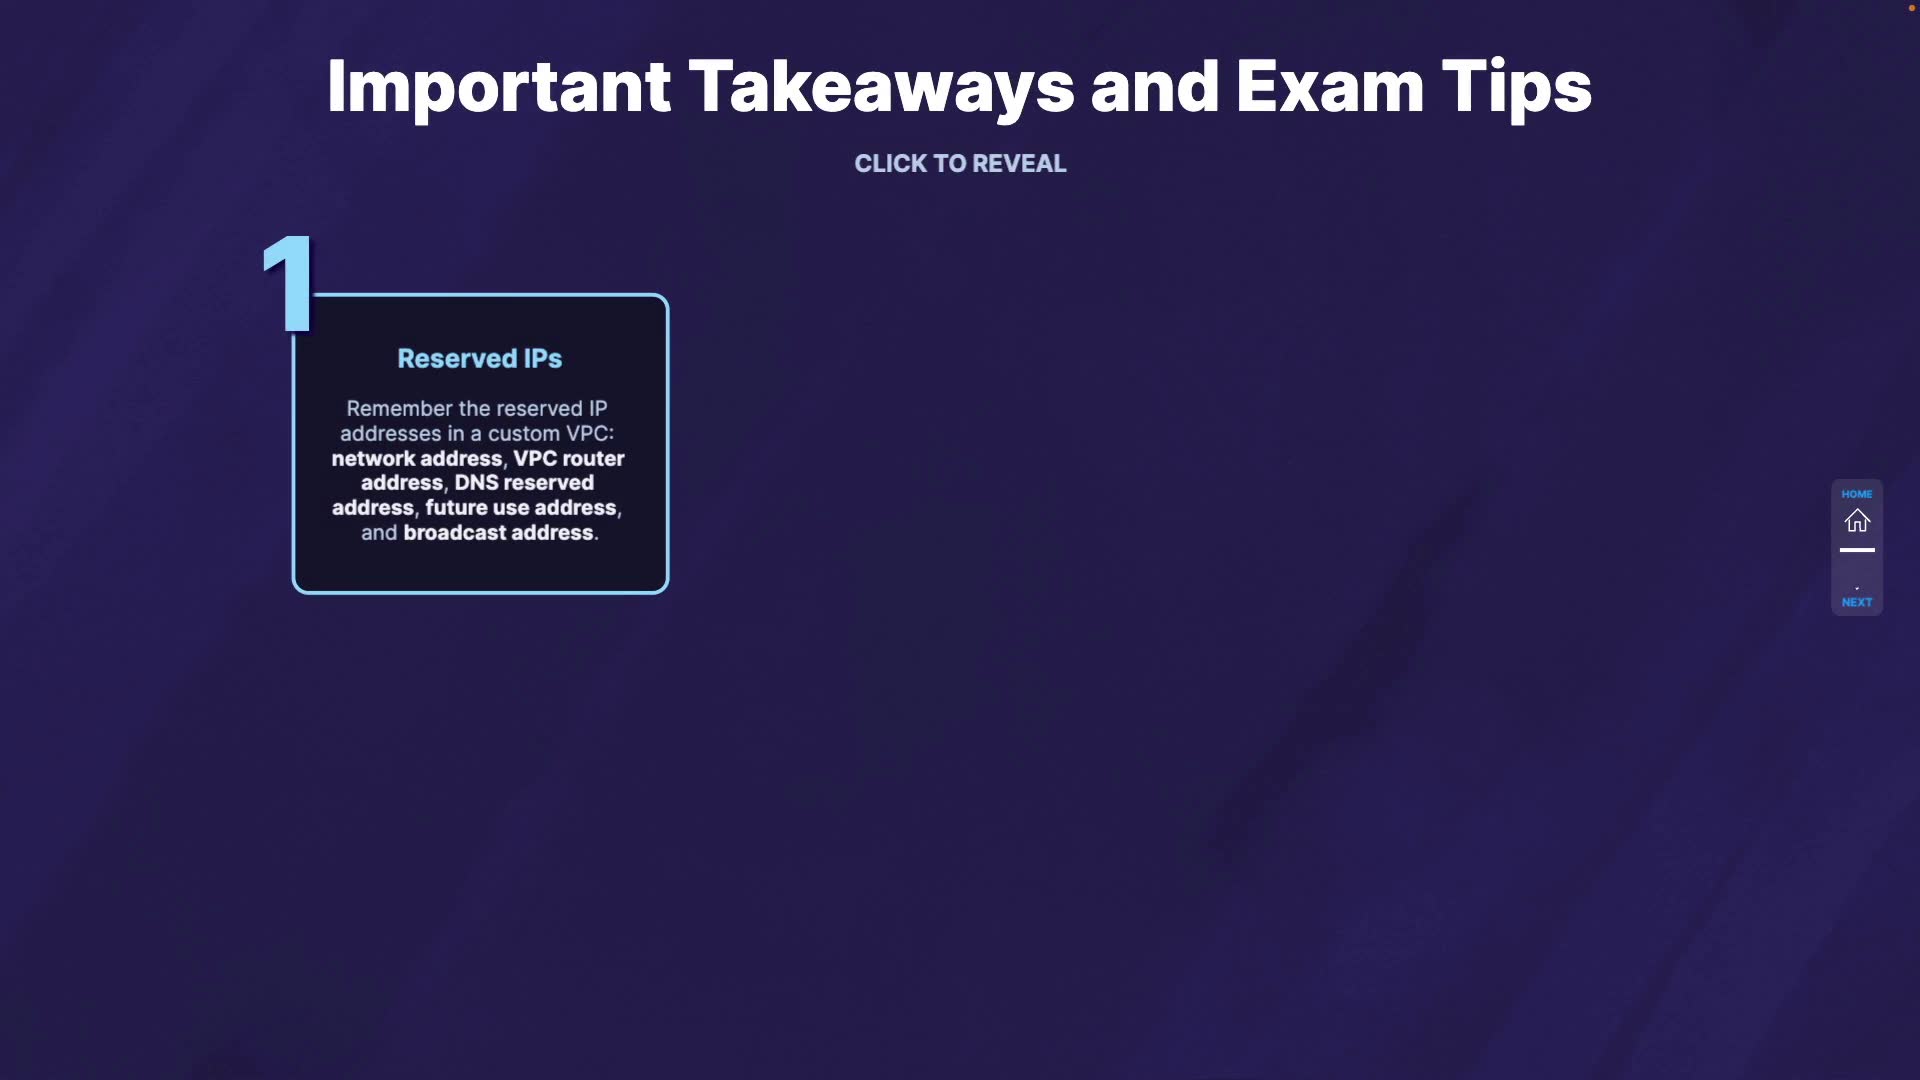 Important Takeaways and Exam Tips
CLICK TO REVEAL
1
Reserved IPs
Remember the reserved IP
addresses in a custom VPC:
network address, VPC router
address, DNS reserved
address, future use address,
and broadcast address.
HOME
NEXT